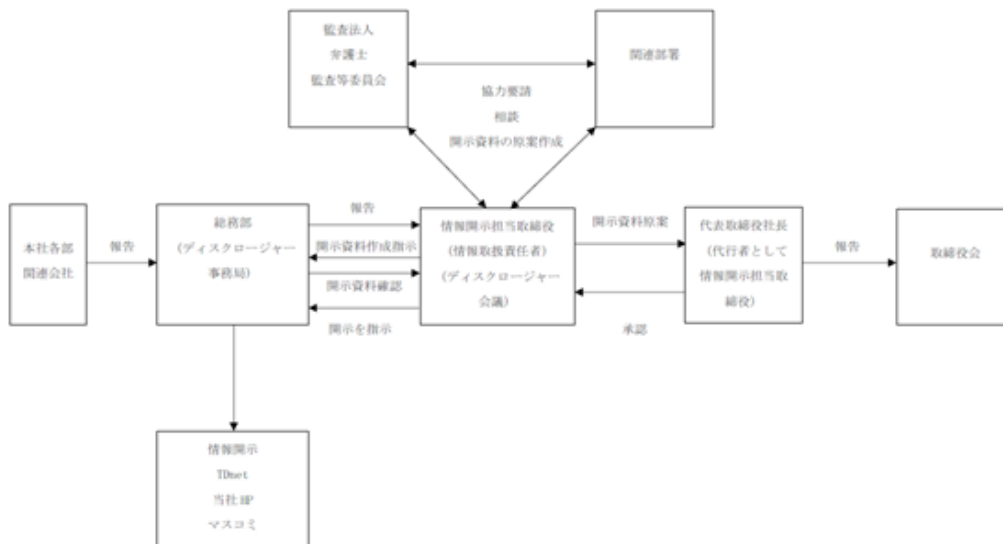 監査法人
弁護士
監査等委員会
関連部署
協力要請
相談
開示資料の原案作成
本社各部
関連会社
報告
総務部
(ディスクロージャー
事務局)
報告
開示資料作成指示
開示資料確認
開示を指示
情報開示担当取締役
(情報取扱責任者)
(ディスクロージャー
会議)
開示資料原案
承認
代表取締役社長
(代行者として
情報開示担当取
締役)
報告
取締役会
情報開示
TDnet
当社 HP
マスコミ